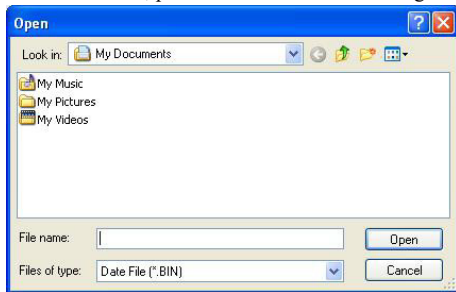 Open
Look in: My Documents
My Music
My Pictures
My Videos
File name: Open
Files of type: Date File (*.BIN) Cancel